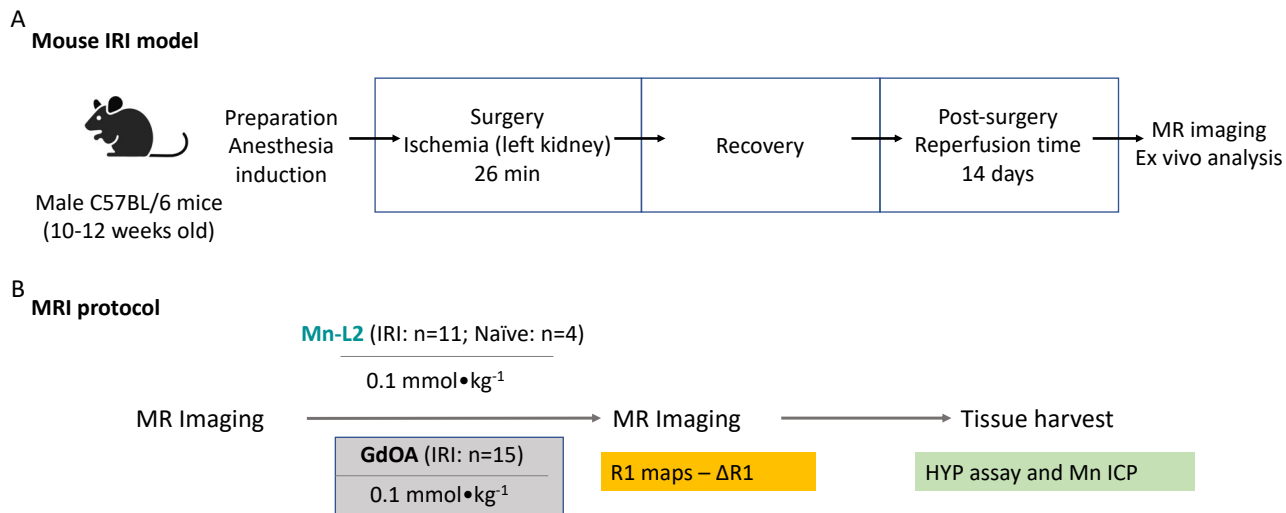 A
Mouse IRI model
Preparation
Anesthesia
induction
Male C57BL/6 mice
(10-12 weeks old)
Surgery
Ischemia (left kidney)
26 min
Recovery
Post-surgery
Reperfusion time
14 days
MR imaging
Ex vivo analysis
B
MRI protocol
Mn-L2 (IRI: n=11; Naïve: n=4)
0.1 mmol•kg⁻¹
MR Imaging
GdOA (IRI: n=15)
0.1 mmol•kg⁻¹
MR Imaging
R1 maps – ΔR1
Tissue harvest
HYP assay and Mn ICP